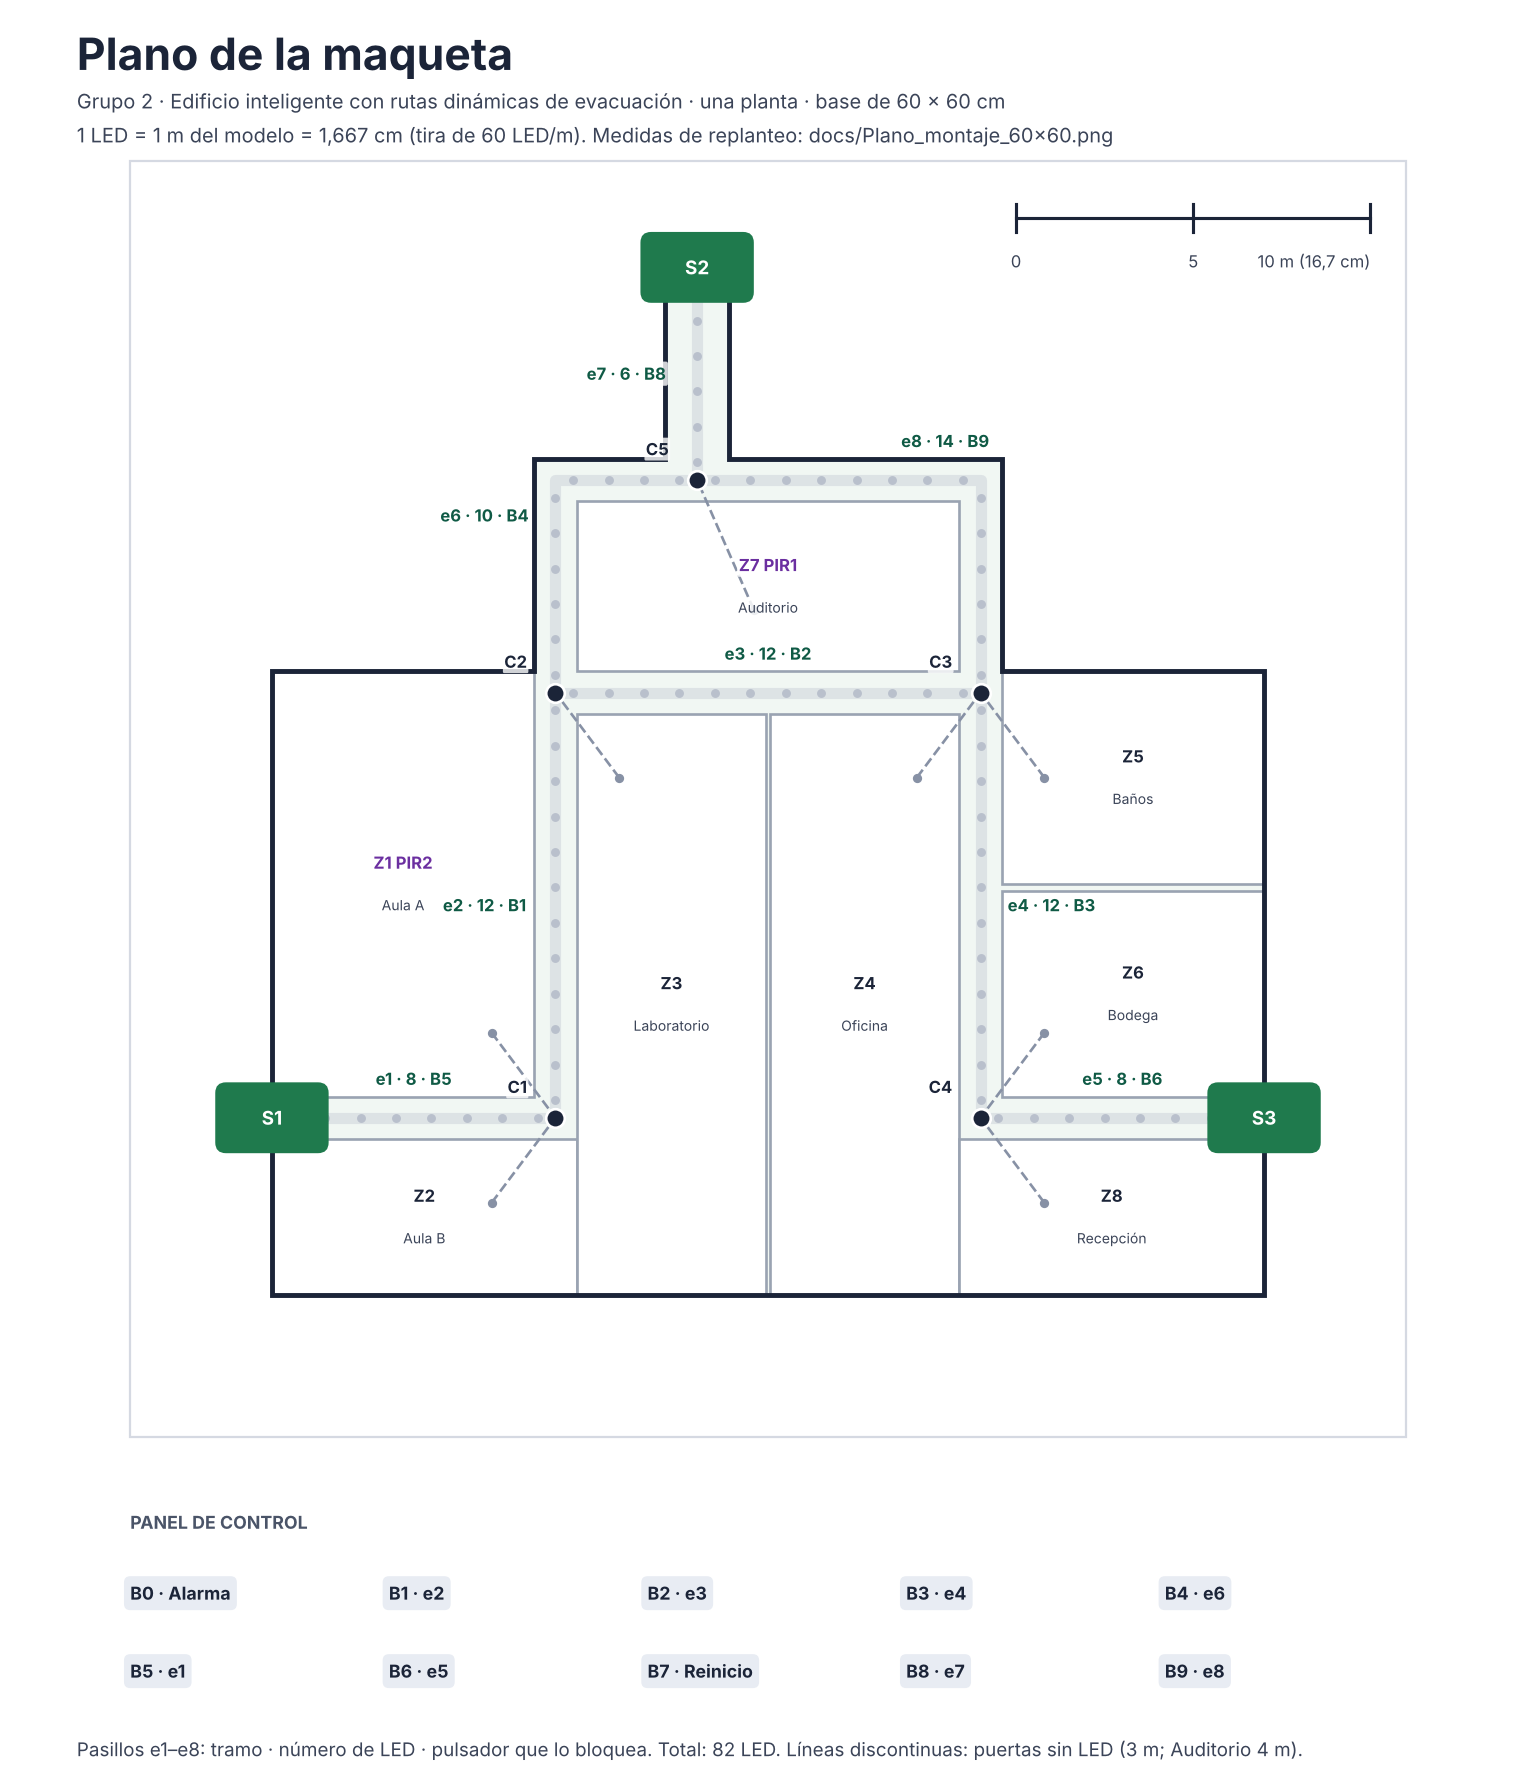 Plano de la maqueta
Grupo 2 · Edificio inteligente con rutas dinámicas de evacuación · una planta · base de 60 × 60 cm
1 LED = 1 m del modelo = 1,667 cm (tira de 60 LED/m). Medidas de replanteo: docs/Plano_montaje_60×60.png
0 5 10 m (16,7 cm)
S2
e7 · 6 · B8
C5
e8 · 14 · B9
e6 · 10 · B4
Z7 PIR1
Auditorio
e3 · 12 · B2
C2
C3
Z5
Baños
Z1 PIR2
Aula A
e2 · 12 · B1
e4 · 12 · B3
Z3
Laboratorio
Z4
Oficina
Z6
Bodega
e1 · 8 · B5
C1
C4
e5 · 8 · B6
S1
S3
Z2
Aula B
Z8
Recepción
PANEL DE CONTROL
B0 · Alarma
B1 · e2
B2 · e3
B3 · e4
B4 · e6
B5 · e1
B6 · e5
B7 · Reinicio
B8 · e7
B9 · e8
Pasillos e1–e8: tramo · número de LED · pulsador que lo bloquea. Total: 82 LED. Líneas discontinuas: puertas sin LED (3 m; Auditorio 4 m).